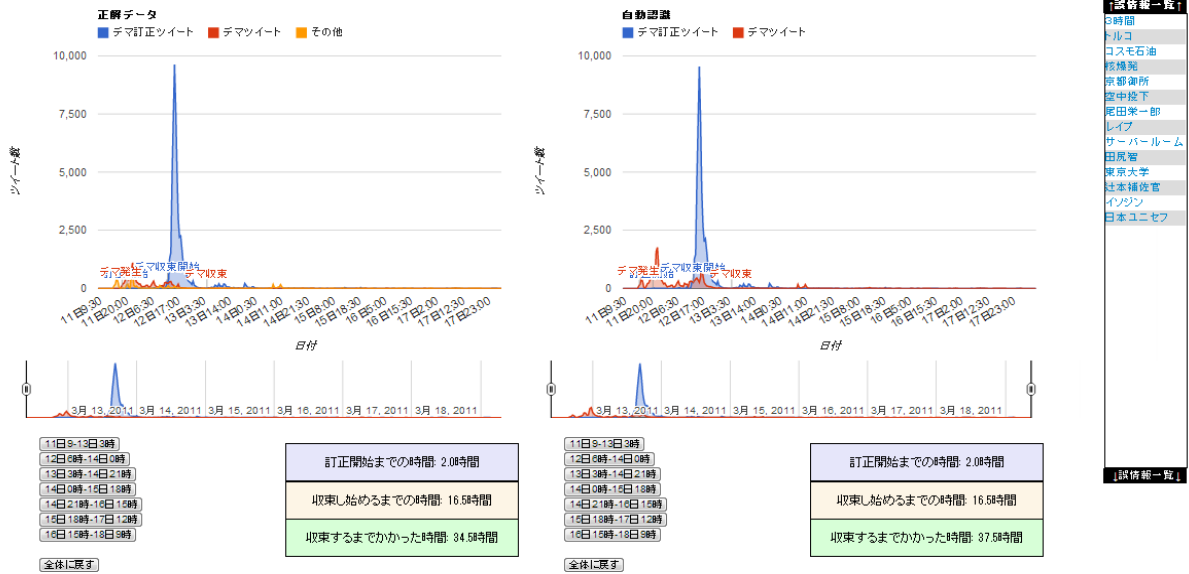 正解データ
デマ訂正ツイート デマツイート その他
10,000
7,500
5,000
2,500
0
ツイート数
デマ発生
デマ収束開始
デマ収束
11日9:30 11日20:00 12日6:30 12日17:00 13日3:30 13日14:00 14日0:30 14日11:00 14日21:30 15日8:00 15日18:30 16日5:00 16日15:30 17日2:00 17日12:30 17日23:00
日付
3月 13, 2011 3月 14, 2011 3月 15, 2011 3月 16, 2011 3月 17, 2011 3月 18, 2011
11日9-13日3時
12日6時-14日0時
13日3時-14日21時
14日0時-15日18時
14日21時-16日15時
15日18時-17日12時
16日15時-18日9時
全体に戻す
訂正開始までの時間: 2.0時間
収束し始めるまでの時間: 16.5時間
収束するまでかかった時間: 34.5時間
自動認識
デマ訂正ツイート デマツイート
10,000
7,500
5,000
2,500
0
ツイート数
デマ発生
デマ収束開始
デマ収束
11日9:30 11日20:00 12日6:30 12日17:00 13日3:30 13日14:00 14日0:30 14日11:00 14日21:30 15日8:00 15日18:30 16日5:00 16日15:30 17日2:00 17日12:30 17日23:00
日付
3月 13, 2011 3月 14, 2011 3月 15, 2011 3月 16, 2011 3月 17, 2011 3月 18, 2011
11日9-13日3時
12日6時-14日0時
13日3時-14日21時
14日0時-15日18時
14日21時-16日15時
15日18時-17日12時
16日15時-18日9時
全体に戻す
訂正開始までの時間: 2.0時間
収束し始めるまでの時間: 16.5時間
収束するまでかかった時間: 37.5時間
↑誤情報一覧↑
3時間
トルコ
コスモ石油
核爆発
京都御所
空中投下
尾田栄一郎
レイプ
サーバールーム
田尻智
東京大学
辻本補佐官
イソジン
日本ユニセフ
↓誤情報一覧↓